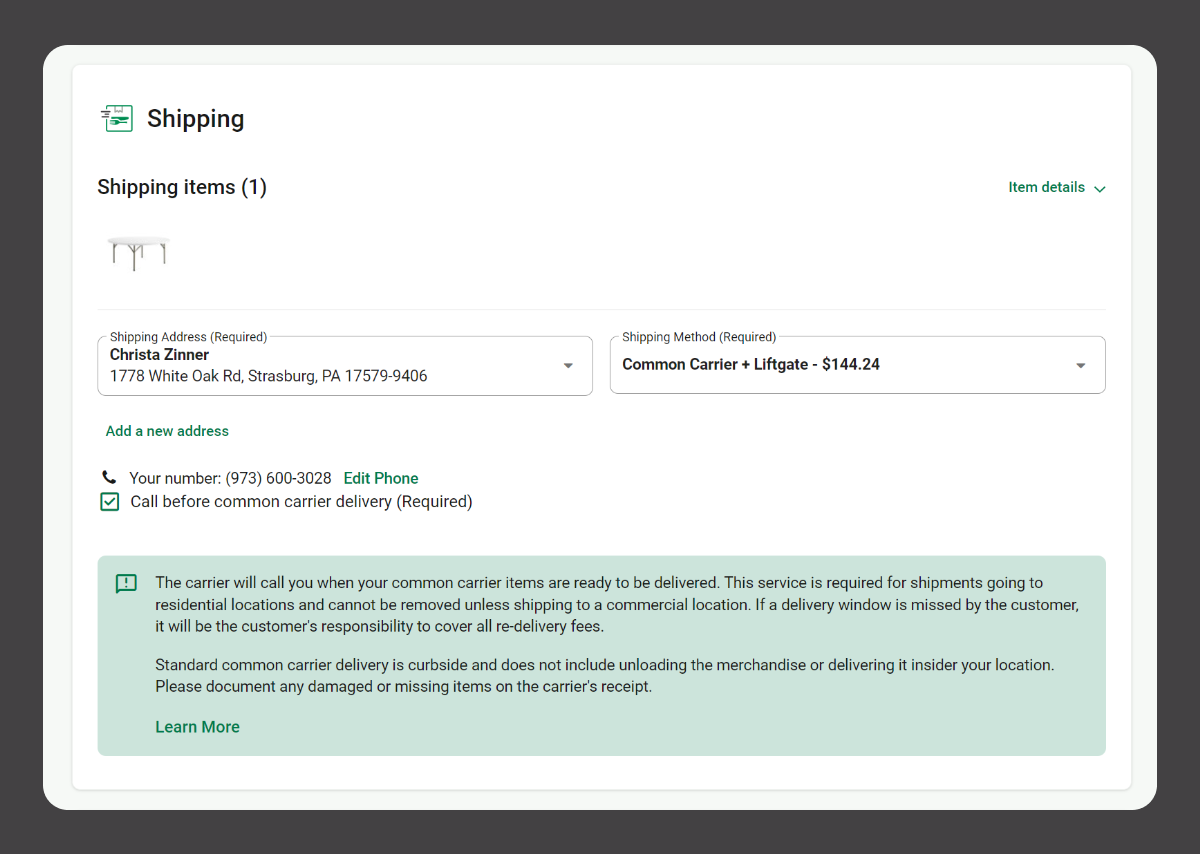 Shipping
Shipping items (1)
Item details
Shipping Address (Required)
Christa Zinner
1778 White Oak Rd, Strasburg, PA 17579-9406
Shipping Method (Required)
Common Carrier + Liftgate - $144.24
Add a new address
Your number: (973) 600-3028 Edit Phone
Call before common carrier delivery (Required)
The carrier will call you when your common carrier items are ready to be delivered. This service is required for shipments going to
residential locations and cannot be removed unless shipping to a commercial location. If a delivery window is missed by the customer,
it will be the customer's responsibility to cover all re-delivery fees.
Standard common carrier delivery is curbside and does not include unloading the merchandise or delivering it insider your location.
Please document any damaged or missing items on the carrier's receipt.
Learn More